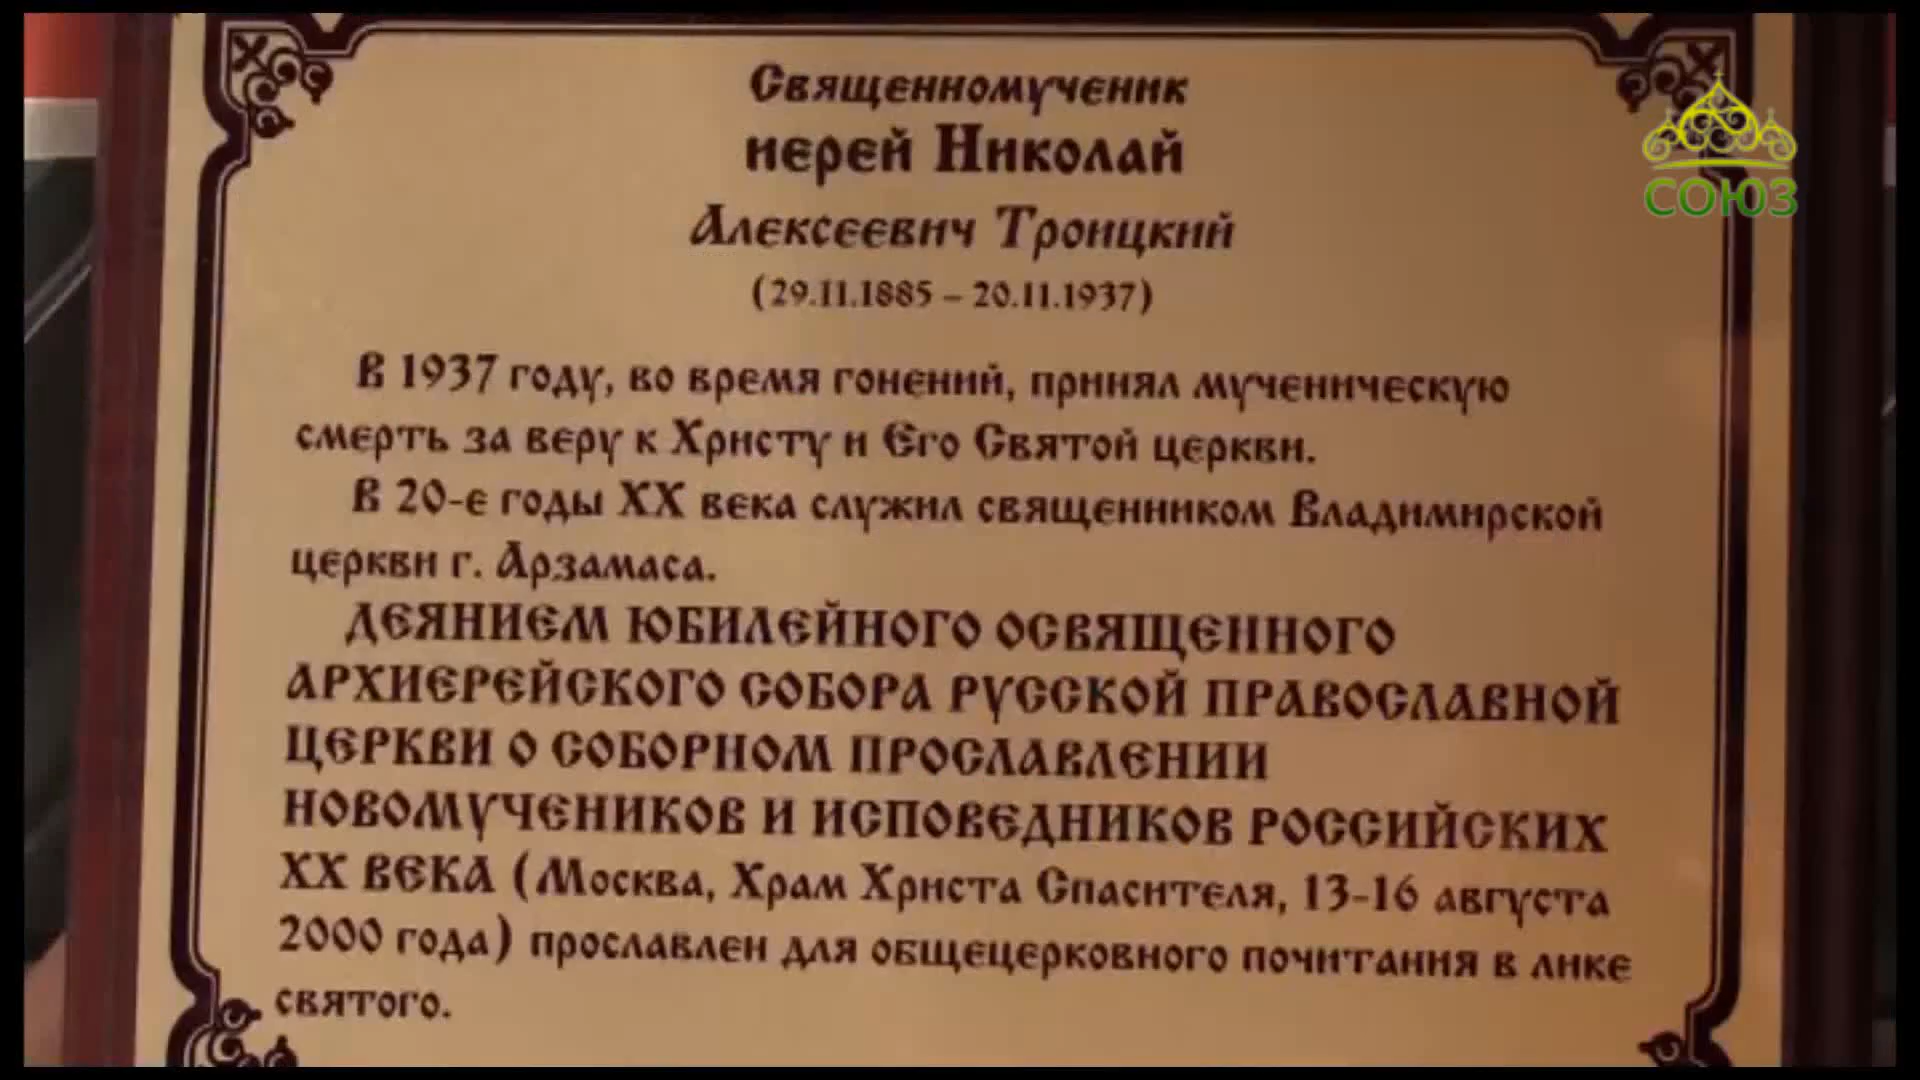 Священномученик
иерей Николай
Алексеевич Троицкий
(29.11.1885 – 20.11.1937)
В 1937 году, во время гонений, принял мученическую
смерть за веру к Христу и Его Святой церкви.
В 20-е годы XX века служил священником Владимирской
церкви г. Арзамаса.
ДЕЯНИЕМ ЮБИЛЕЙНОГО ОСВЯЩЕННОГО
АРХИЕРЕЙСКОГО СОБОРА РУССКОЙ ПРАВОСЛАВНОЙ
ЦЕРКВИ О СОБОРНОМ ПРОСЛАВЛЕНИИ
НОВОМУЧЕНИКОВ И ИСПОВЕДНИКОВ РОССИЙСКИХ
XX ВЕКА (Москва, Храм Христа Спасителя, 13-16 августа
2000 года) прославлен для общецерковного почитания в лике
святого.
СОЮЗ